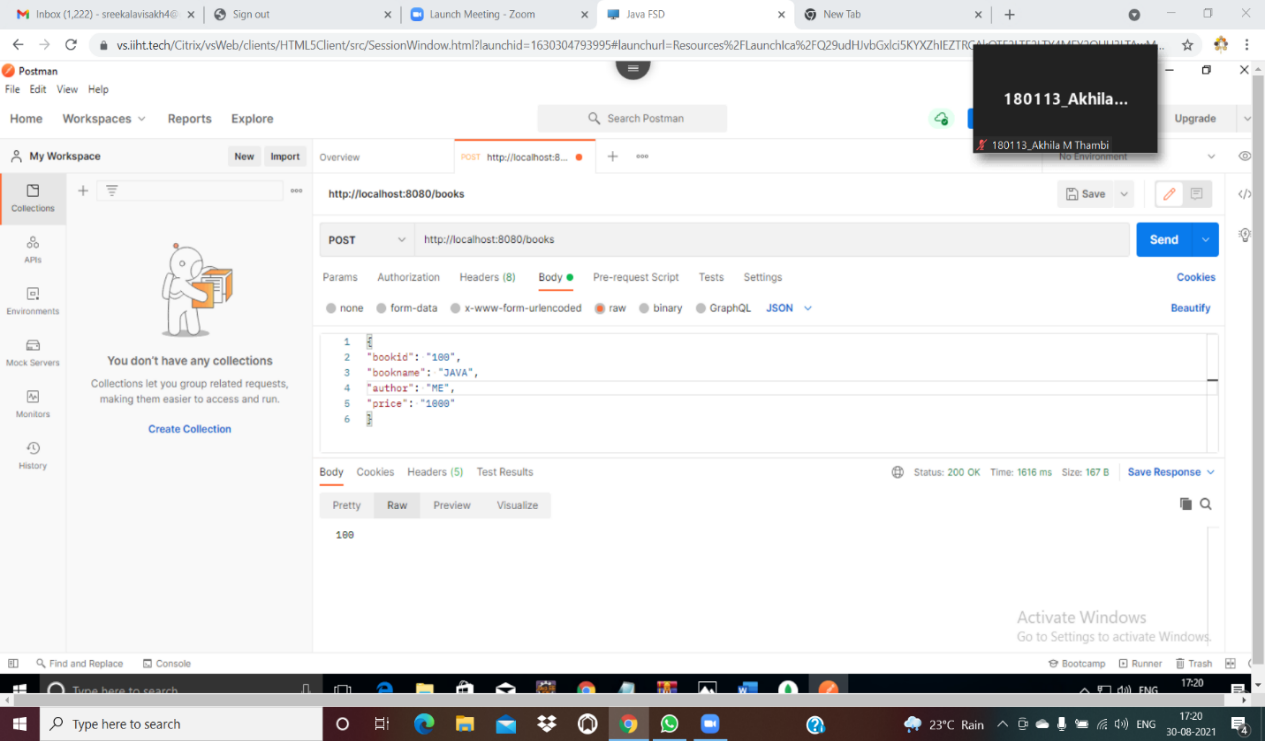 Inbox (1,222) - sreekalavisakh4@
Sign out
Launch Meeting - Zoom
Java FSD
New Tab
Postman
File Edit View Help
Home Workspaces Reports Explore
Search Postman
Upgrade
180113_Akhila...
180113_Akhila M Thambi
My Workspace
New Import
Overview
POST http://localhost:8...
No Environment
http://localhost:8080/books
Save
Collections
APIs
Environments
Mock Servers
Monitors
History
POST http://localhost:8080/books
Send
Params Authorization Headers (8) Body Pre-request Script Tests Settings
Cookies
none form-data x-www-form-urlencoded raw binary GraphQL JSON
Beautify
1 {
2 "bookid": "100",
3 "bookname": "JAVA",
4 "author": "ME",
5 "price": "1000"
6 }
You don't have any collections
Collections let you group related requests,
making them easier to access and run.
Create Collection
Body Cookies Headers (5) Test Results
Status: 200 OK Time: 1616 ms Size: 167 B Save Response
Pretty Raw Preview Visualize
100
Activate Windows
Go to Settings to activate Windows.
Find and Replace Console
Bootcamp Runner Trash
Type here to search
ENG
17:20
Type here to search
23°C Rain
ENG
17:20
30-08-2021
4